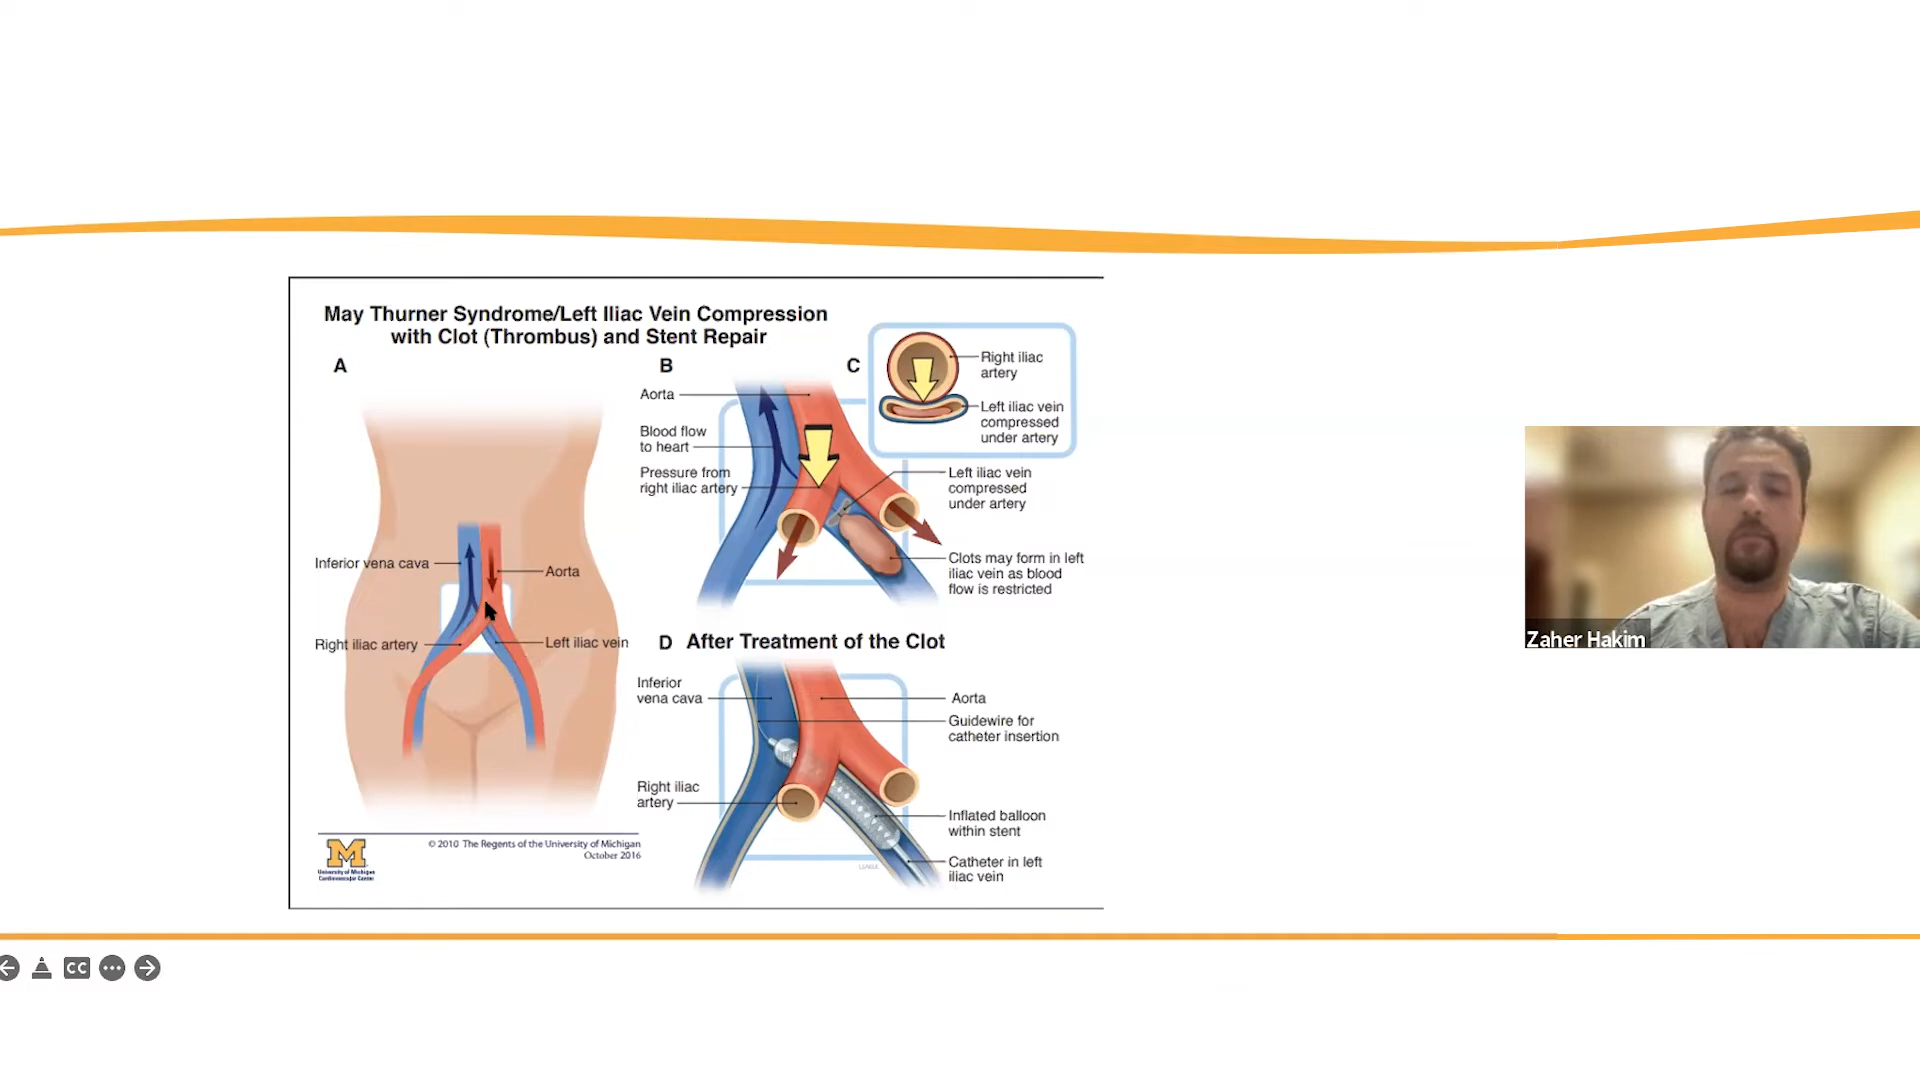 May Thurner Syndrome/Left Iliac Vein Compression
with Clot (Thrombus) and Stent Repair
A
Inferior vena cava
Aorta
Right iliac artery
Left iliac vein
B
Aorta
Blood flow
to heart
Pressure from
right iliac artery
C
Right iliac
artery
Left iliac vein
compressed
under artery
Left iliac vein
compressed
under artery
Clots may form in left
iliac vein as blood
flow is restricted
D After Treatment of the Clot
Inferior
vena cava
Right iliac
artery
Aorta
Guidewire for
catheter insertion
Inflated balloon
within stent
Catheter in left
iliac vein
M
University of Michigan
Cardiovascular Center
© 2010 The Regents of the University of Michigan
October 2016
Zaher Hakim
CC